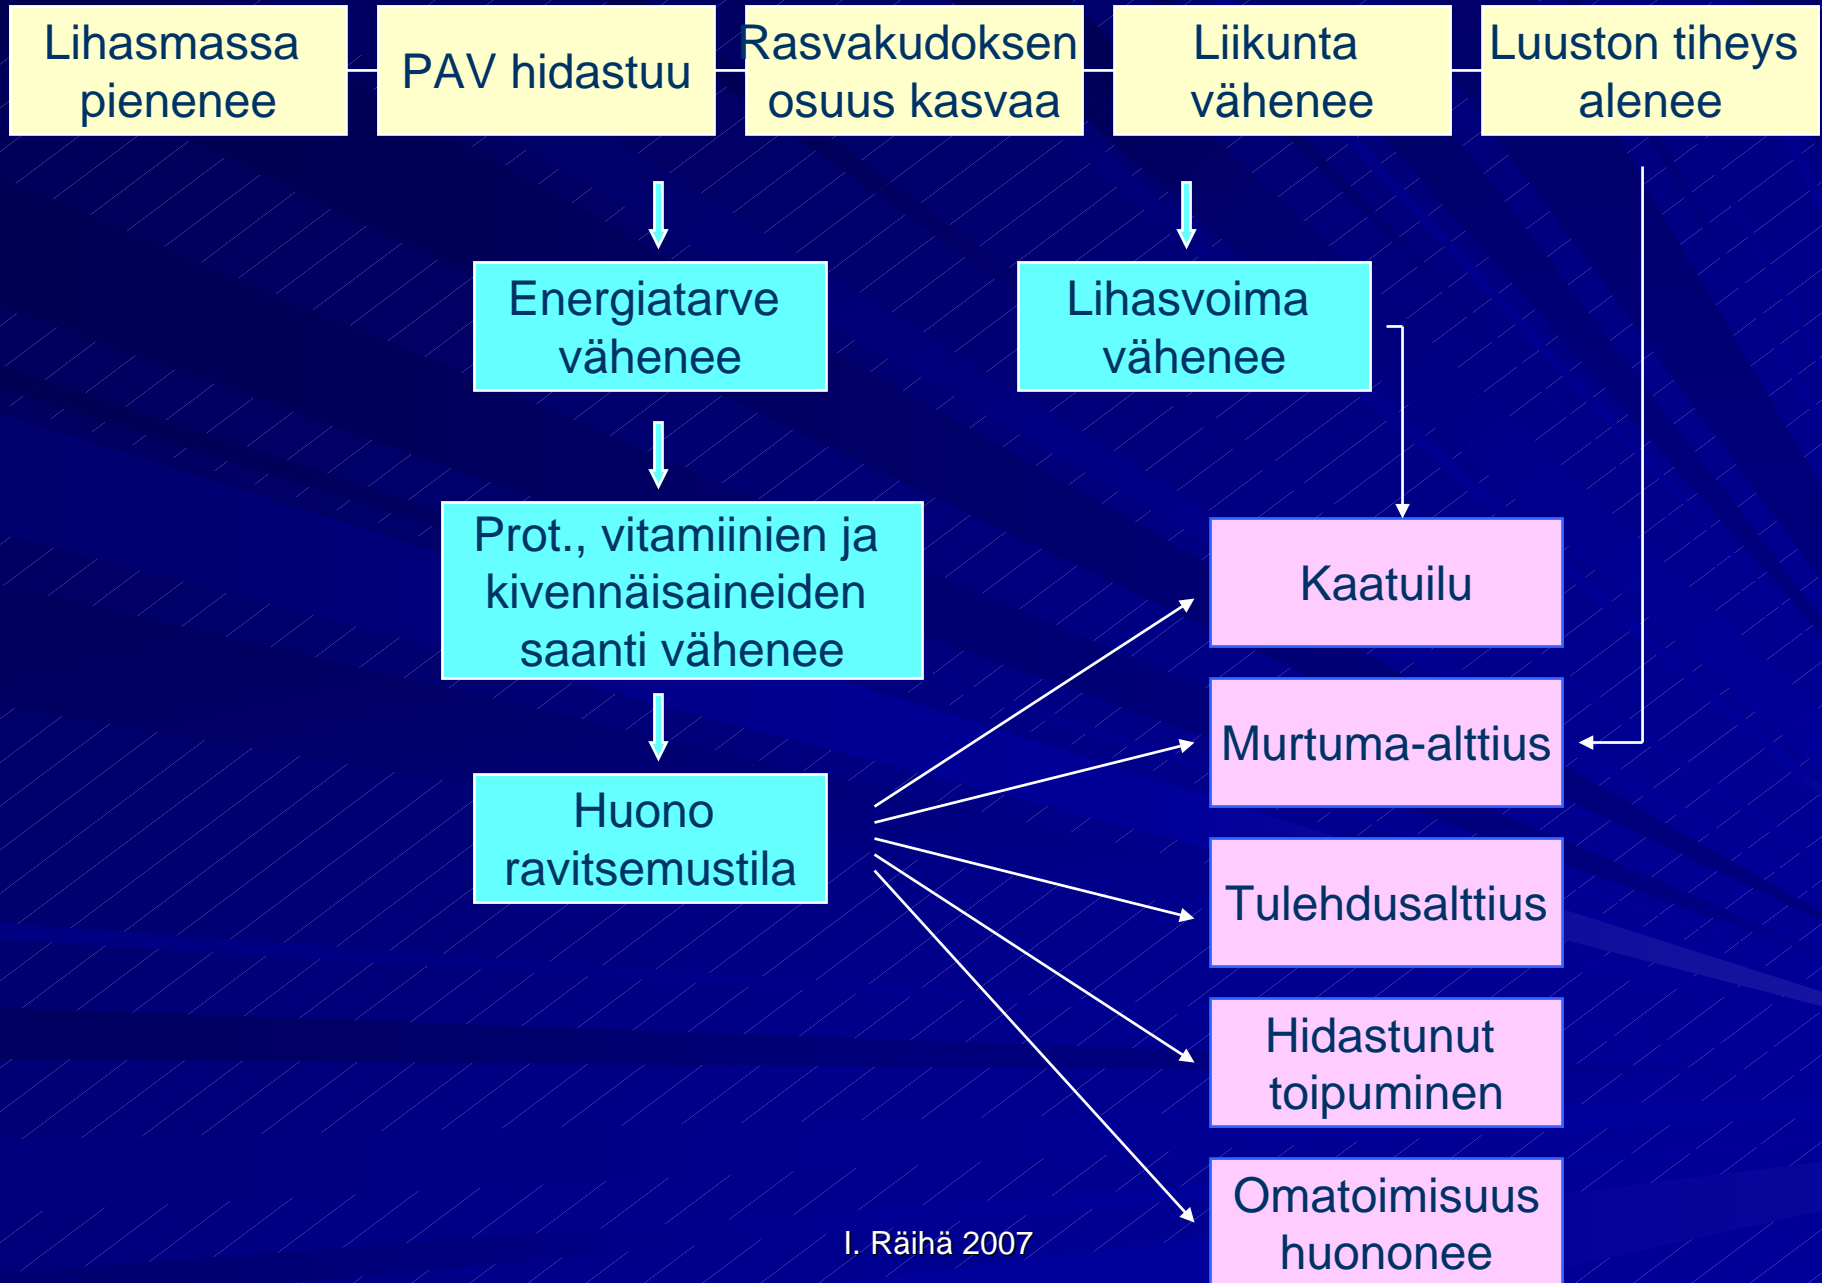 Lihasmassa
pienenee
PAV hidastuu
Rasvakudoksen
osuus kasvaa
Liikunta
vähenee
Luuston tiheys
alenee
Energiatarve
vähenee
Lihasvoima
vähenee
Prot., vitamiinien ja
kivennäisaineiden
saanti vähenee
Kaatuilu
Murtuma-alttius
Huono
ravitsemustila
Tulehdusalttius
Hidastunut
toipuminen
Omatoimisuus
huononee
I. Räihä 2007